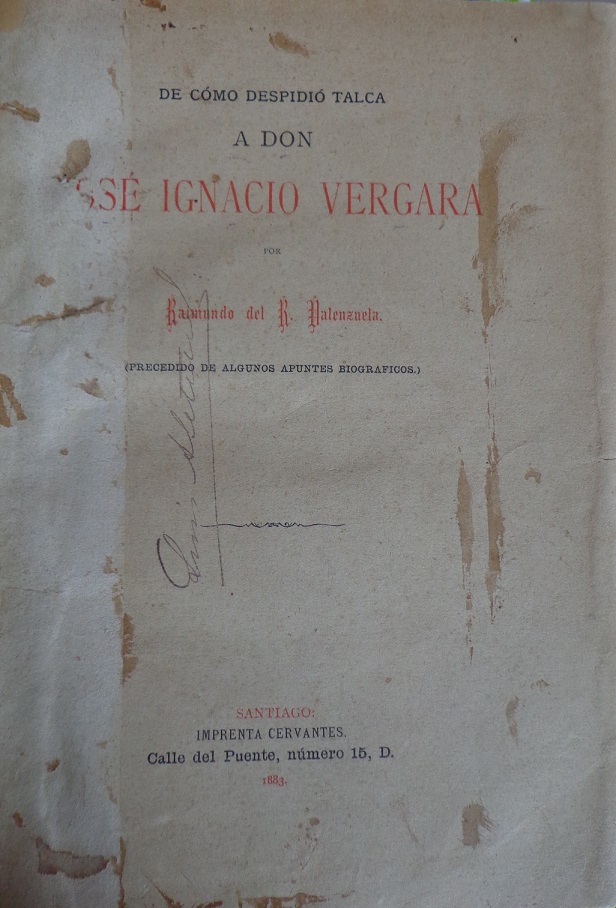 DE CÓMO DESPIDIÓ TALCA
A DON
SSÉ IGNACIO VERGARA
POR
Raimundo del R. Valenzuela.
(PRECEDIDO DE ALGUNOS APUNTES BIOGRAFICOS.)
SANTIAGO:
IMPRENTA CERVANTES.
Calle del Puente, número 15, D.
1883.